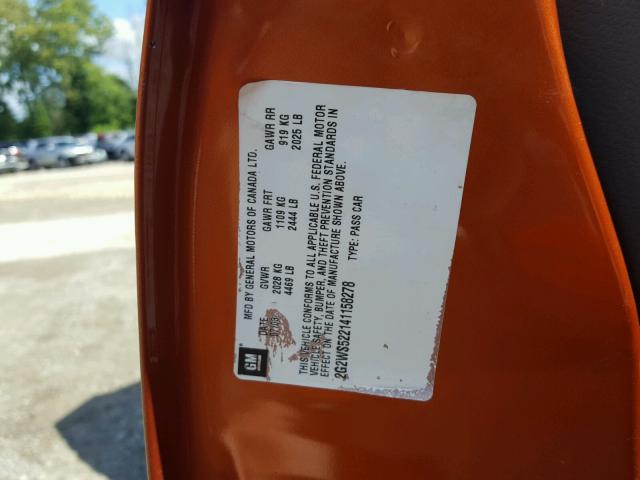 GM
MFD BY GENERAL MOTORS OF CANADA LTD.
DATE GVWR GAWR FRT GAWR RR
2028 KG 1109 KG 919 KG
4469 LB 2444 LB 2025 LB
THIS VEHICLE CONFORMS TO ALL APPLICABLE U.S. FEDERAL MOTOR
VEHICLE SAFETY, BUMPER, AND THEFT PREVENTION STANDARDS IN
EFFECT ON THE DATE OF MANUFACTURE SHOWN ABOVE.
2G2WS522141158278 TYPE: PASS CAR